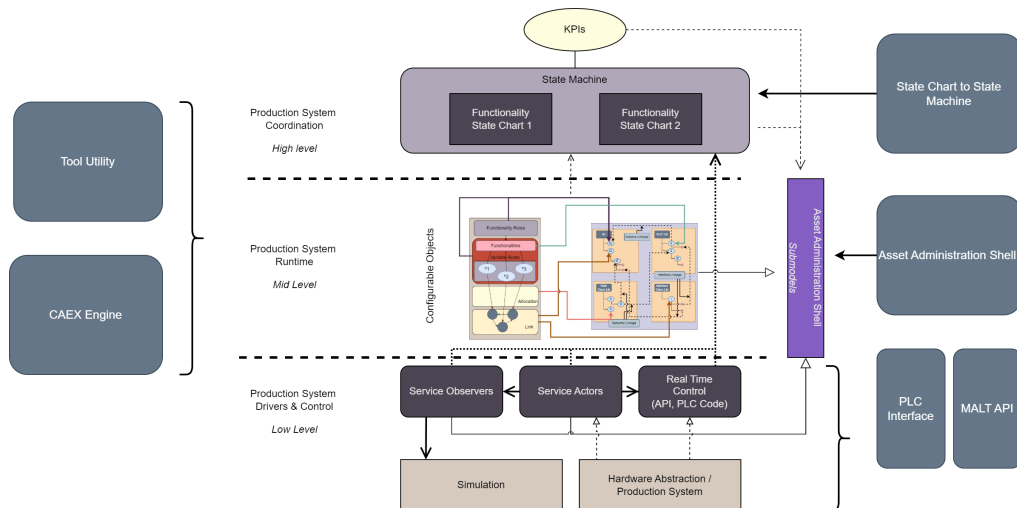 KPIs
State Machine
Functionality
State Chart 1
Functionality
State Chart 2
Production System
Coordination
High level
State Chart to State
Machine
Tool Utility
CAEX Engine
Production System
Runtime
Mid Level
Configurable Objects
Functionality Rules
Functionalities
Variable Rules
Allocation
Link
Interface Linkage
Asset Administration Shell
Submodels
Asset Administration Shell
Production System
Drivers & Control
Low Level
Service Observers
Service Actors
Real Time
Control
(API, PLC Code)
PLC
Interface
MALT API
Simulation
Hardware Abstraction /
Production System